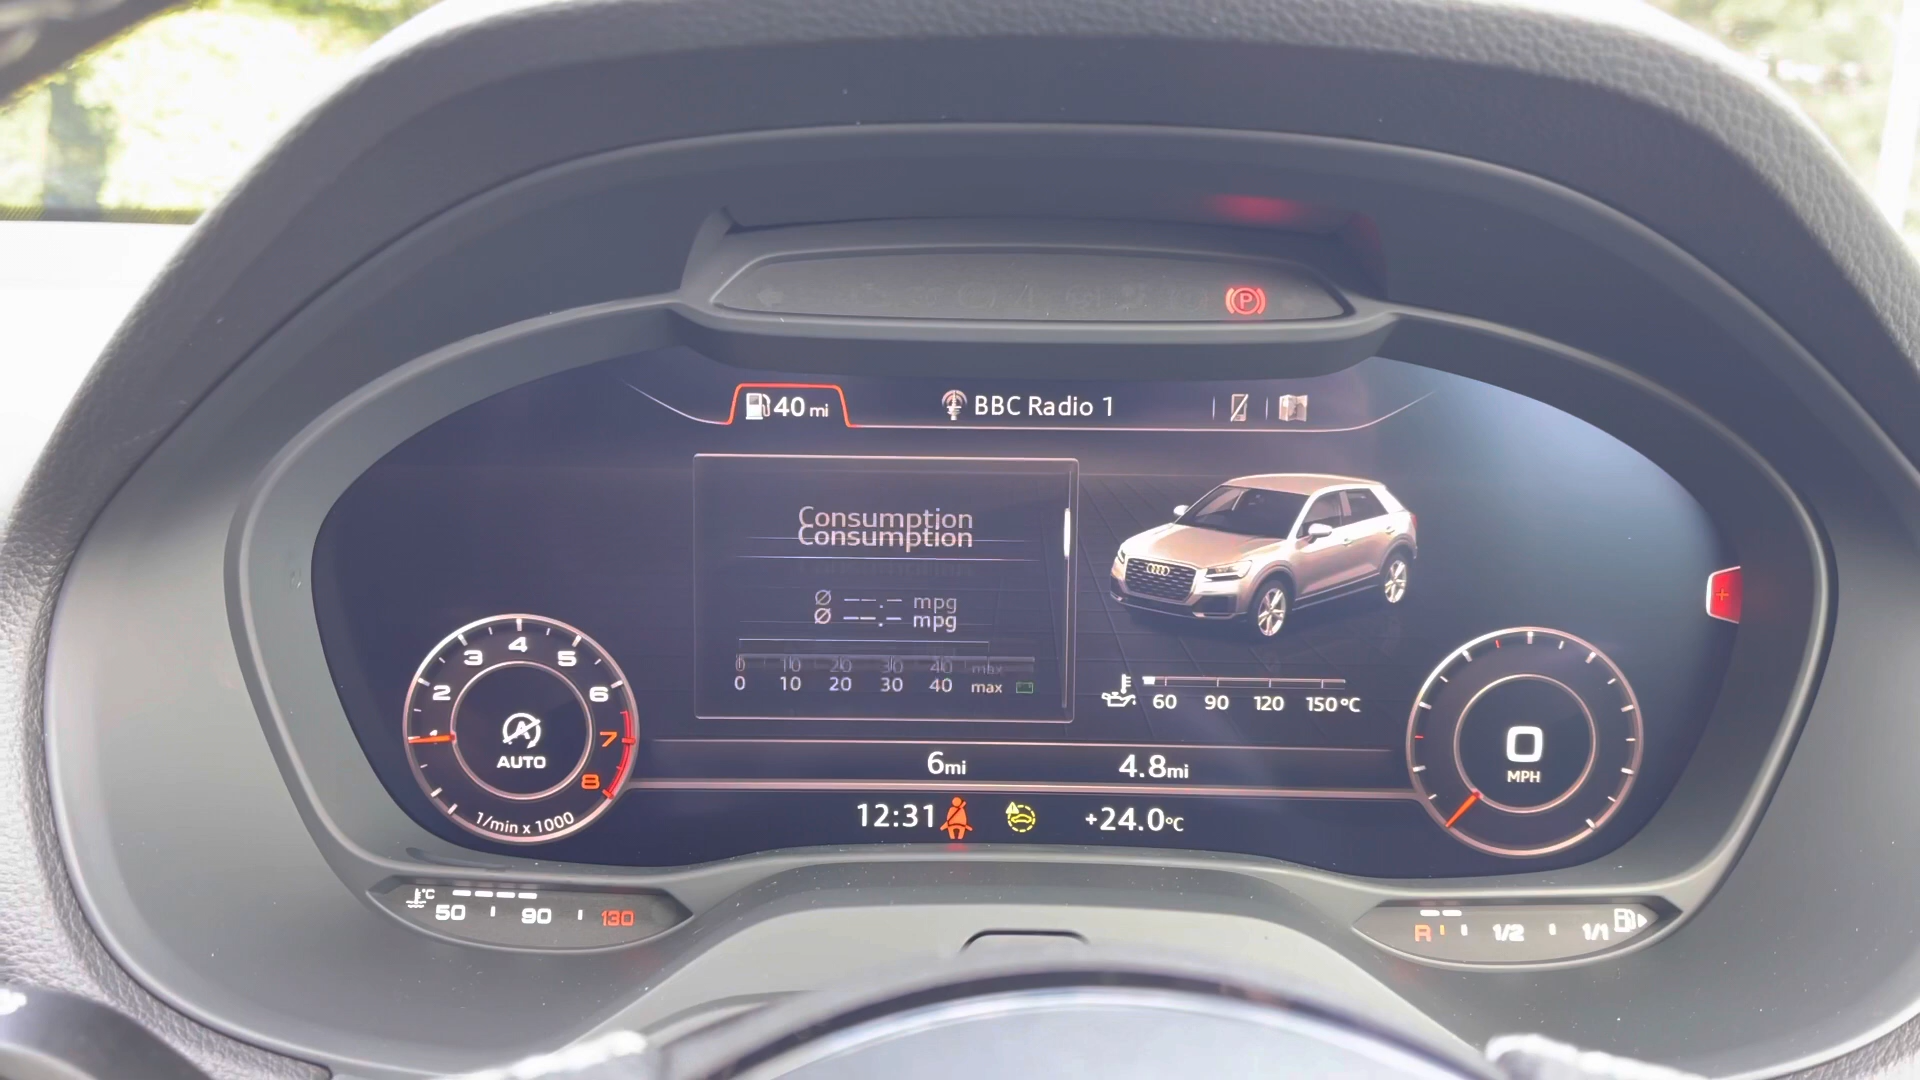 P
40 mi
BBC Radio 1
Consumption
Consumption
Ø --.- mpg
Ø --.- mpg
0 10 20 30 40 max
0 10 20 30 40 max
60 90 120 150°C
1 2 3 4 5 6 7 8
A
AUTO
1/min x 1000
0
MPH
+
6mi
4.8mi
12:31
+24.0°C
°C
50 90 130
R 1/2 1/1